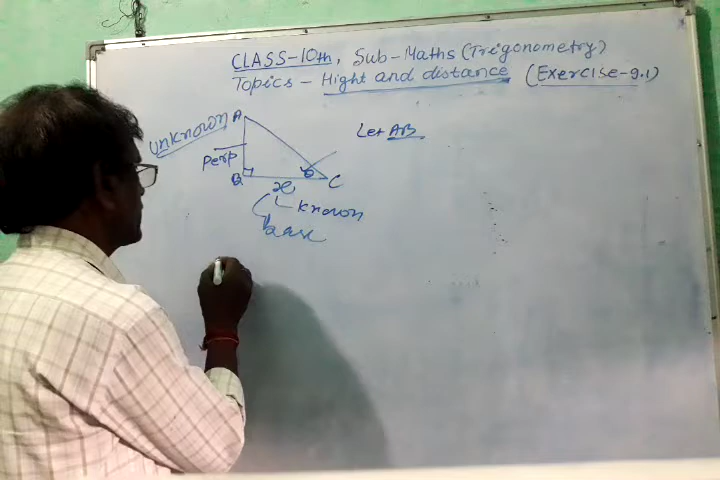 CLASS-10th, Sub-Maths (Trigonometry)
Topics - Hight and distance (Exercise-9.1)
Unknown
A
Let AB
Perp
B
θ
C
x
Known
base